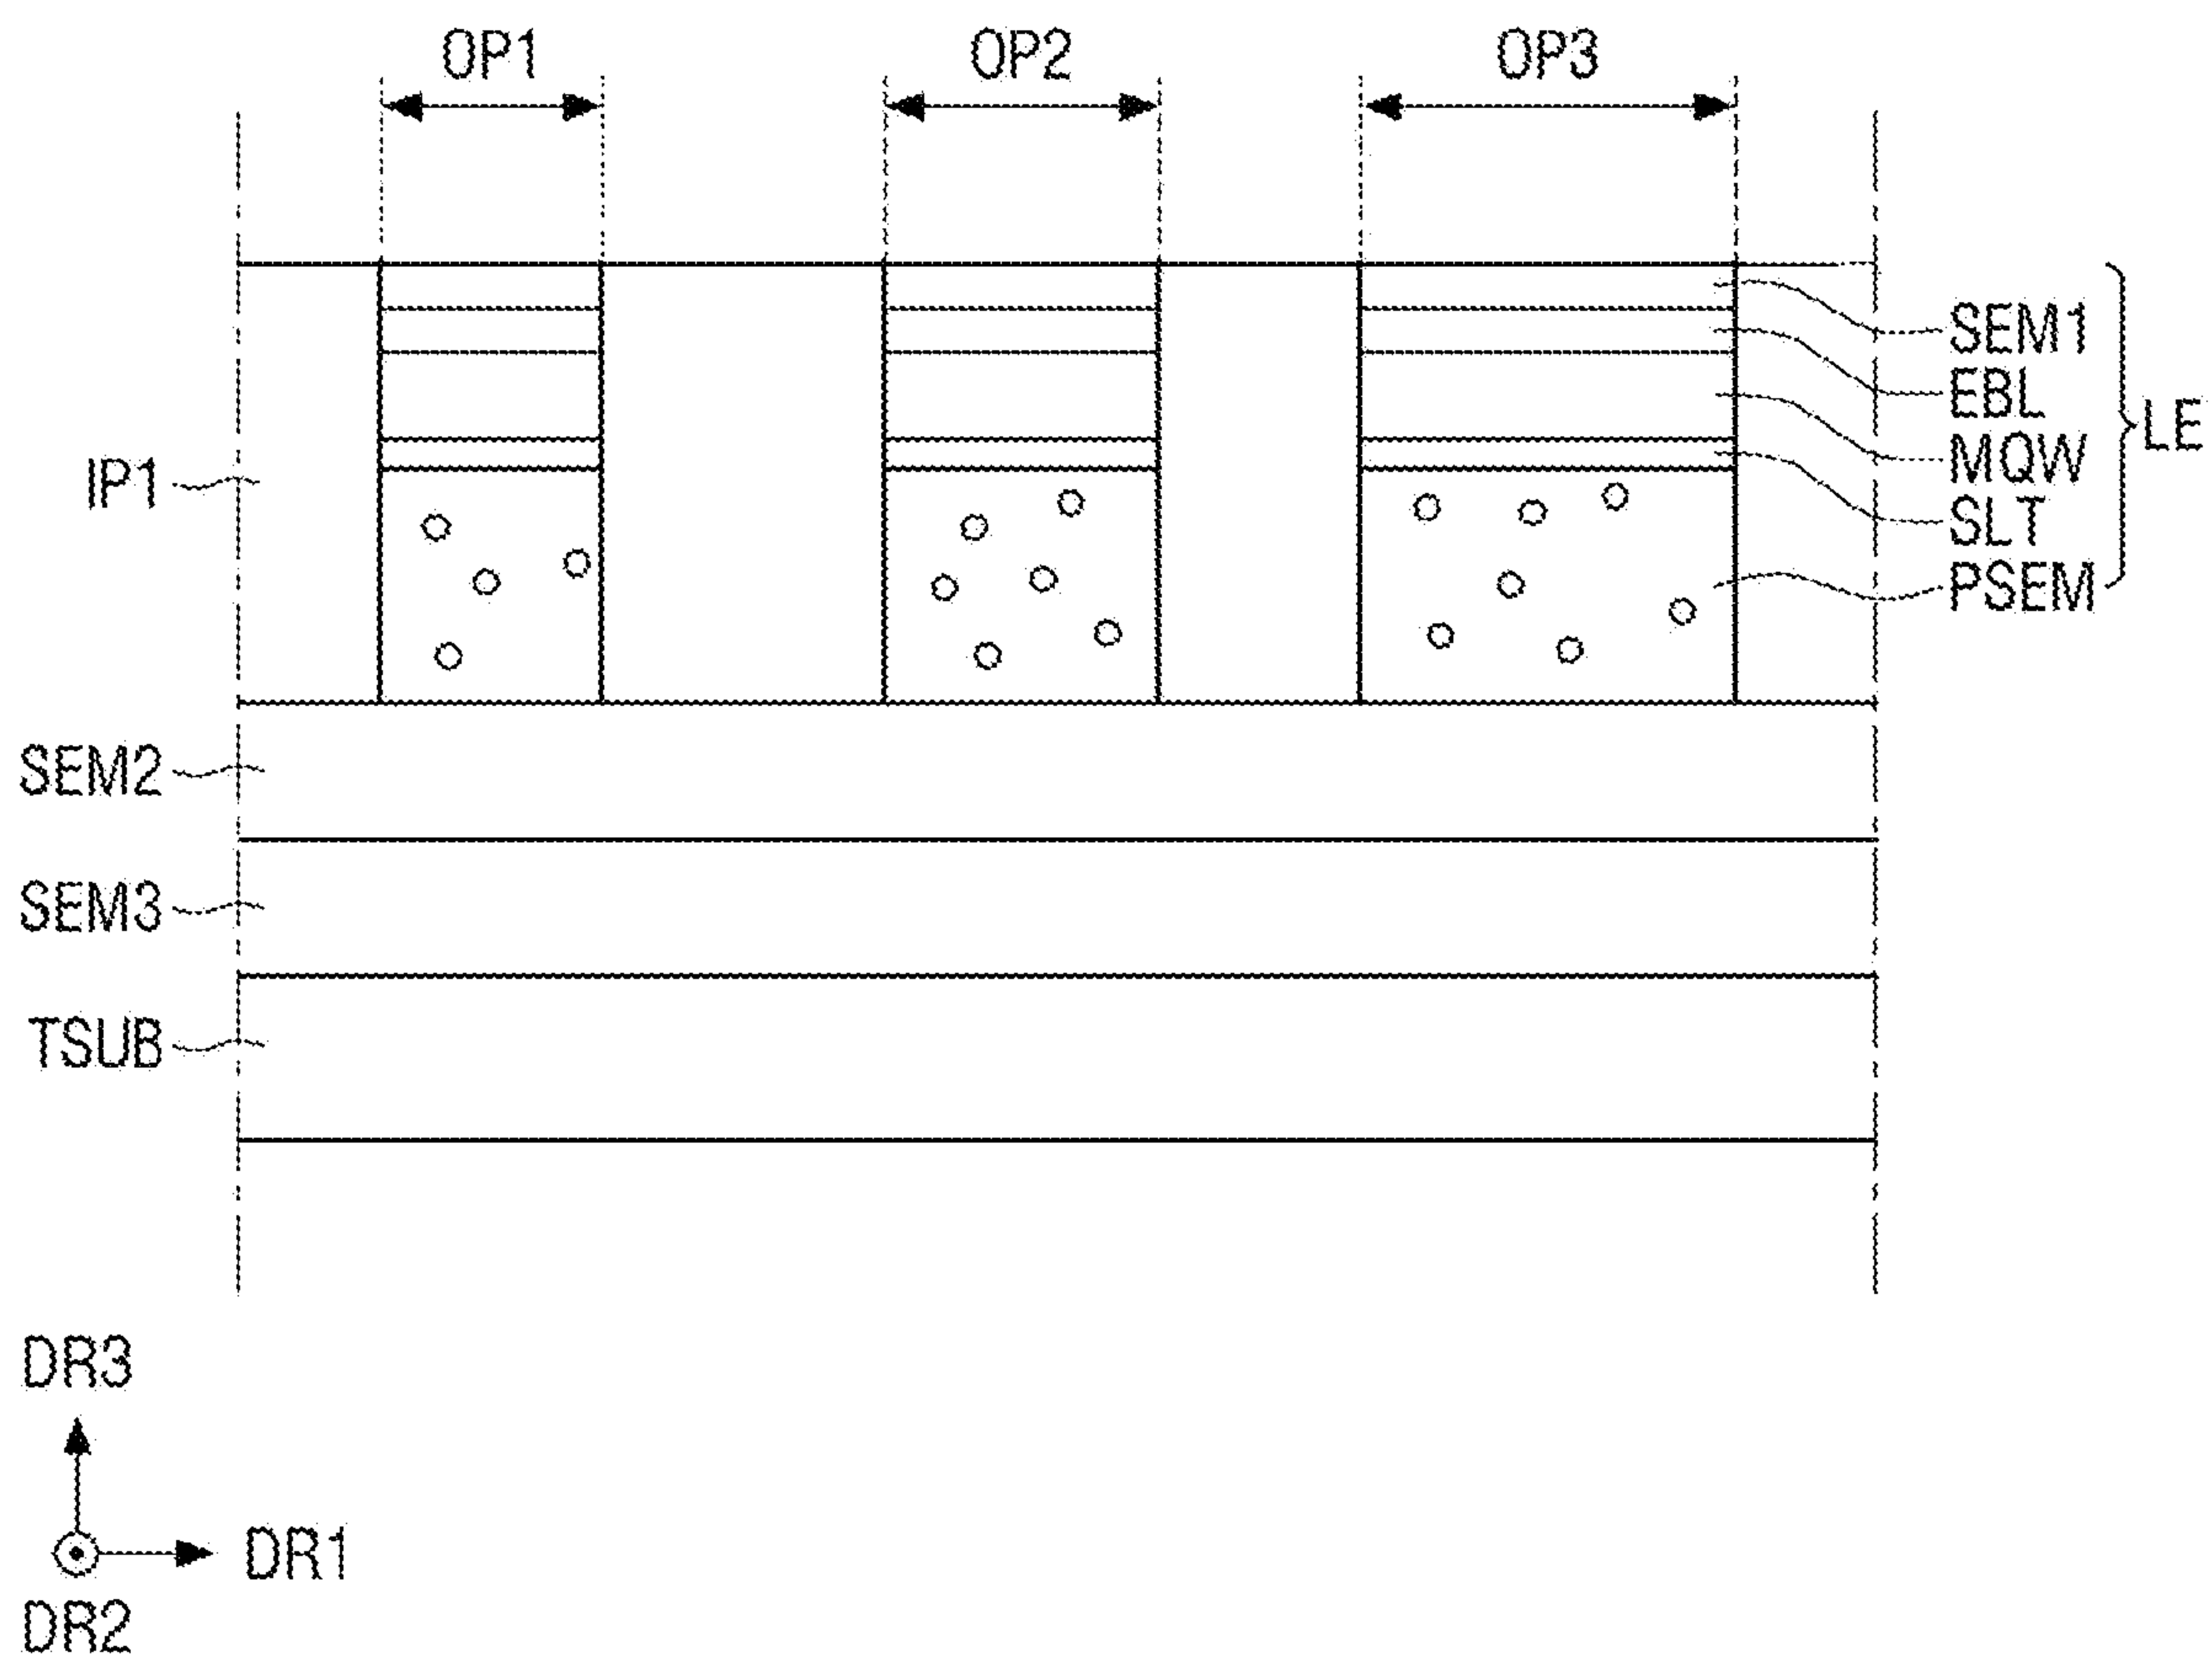 OP1 OP2 OP3
SEM1
EBL
MQW
SLT
PSEM
LE
IP1
SEM2
SEM3
TSUB
DR3
DR1
DR2